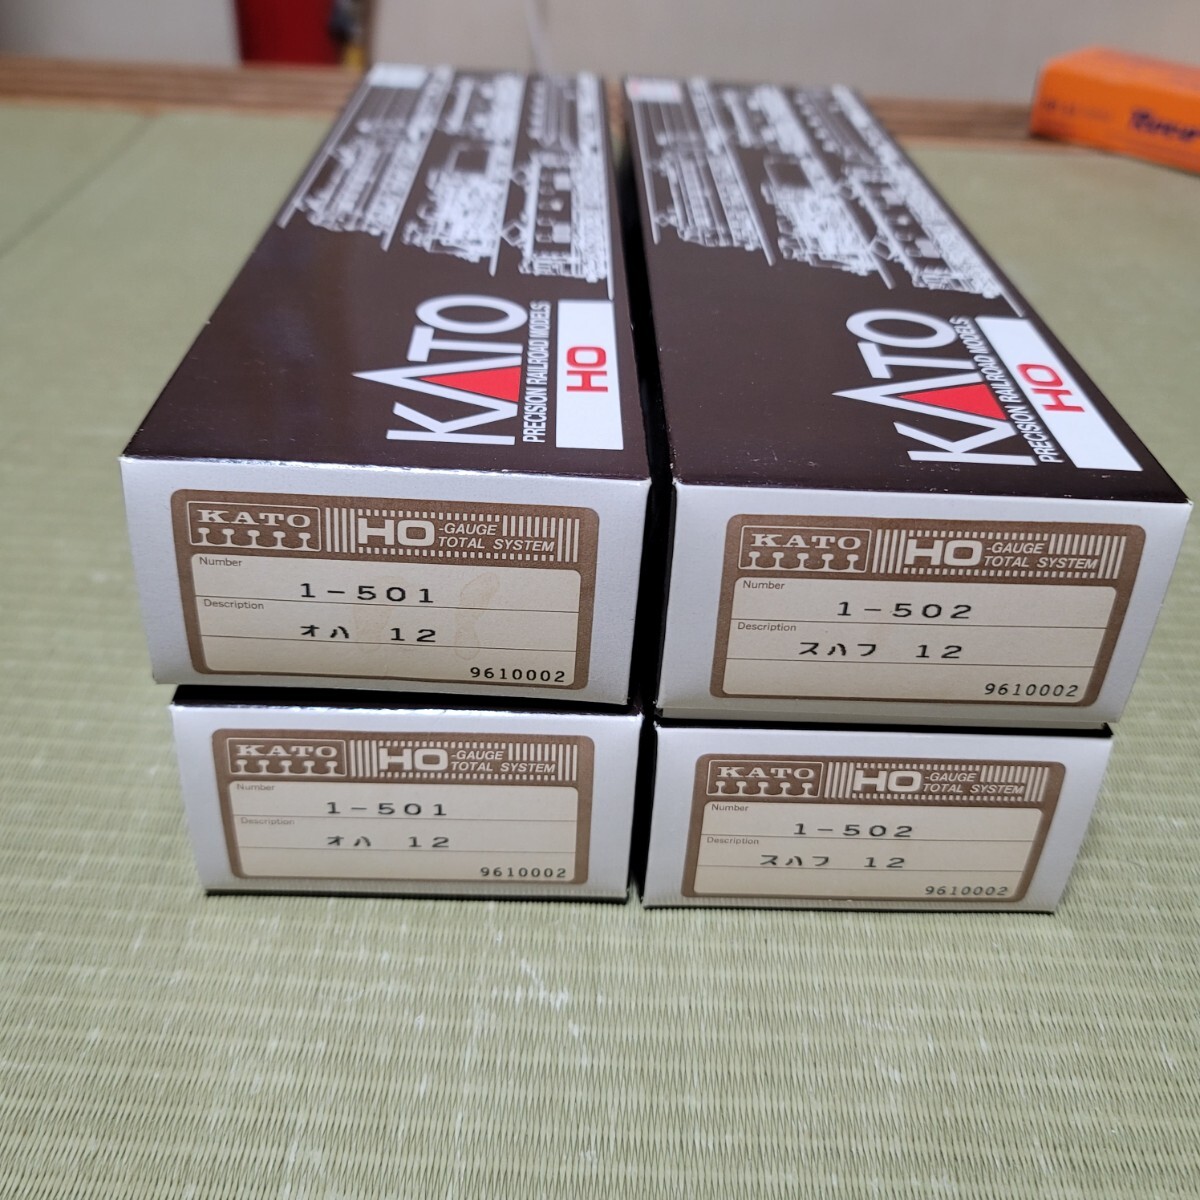 KATO
PRECISION RAILROAD MODELS
HO
KATO
PRECISION RAILROAD MODELS
HO
KATO HO -GAUGE
TOTAL SYSTEM
Number
1-501
Description
オハ 12
9610002
KATO HO -GAUGE
TOTAL SYSTEM
Number
1-502
Description
スハフ 12
9610002
KATO HO -GAUGE
TOTAL SYSTEM
Number
1-501
Description
オハ 12
9610002
KATO HO -GAUGE
TOTAL SYSTEM
Number
1-502
Description
スハフ 12
9610002